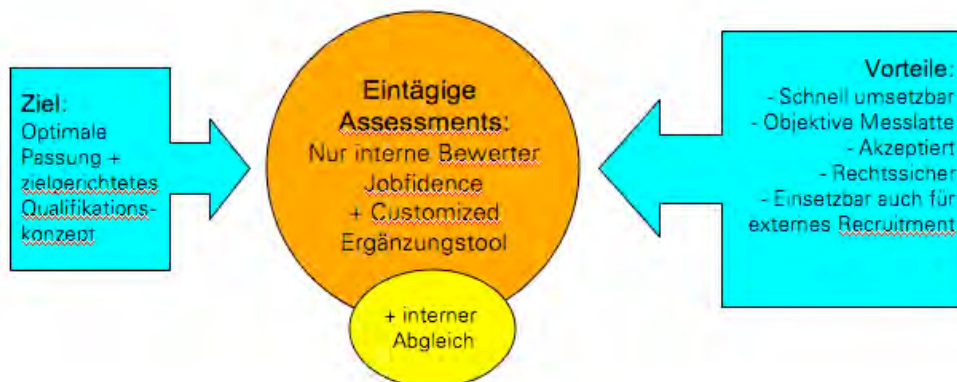 Ziel:
Optimale
Passung +
zielgerichtetes
Qualifikations-
konzept
Eintägige
Assessments:
Nur interne Bewerter
Jobfidence
+ Customized
Ergänzungstool
+ interner
Abgleich
Vorteile:
- Schnell umsetzbar
- Objektive Messlatte
- Akzeptiert
- Rechtssicher
- Einsetzbar auch für
externes Recruitment